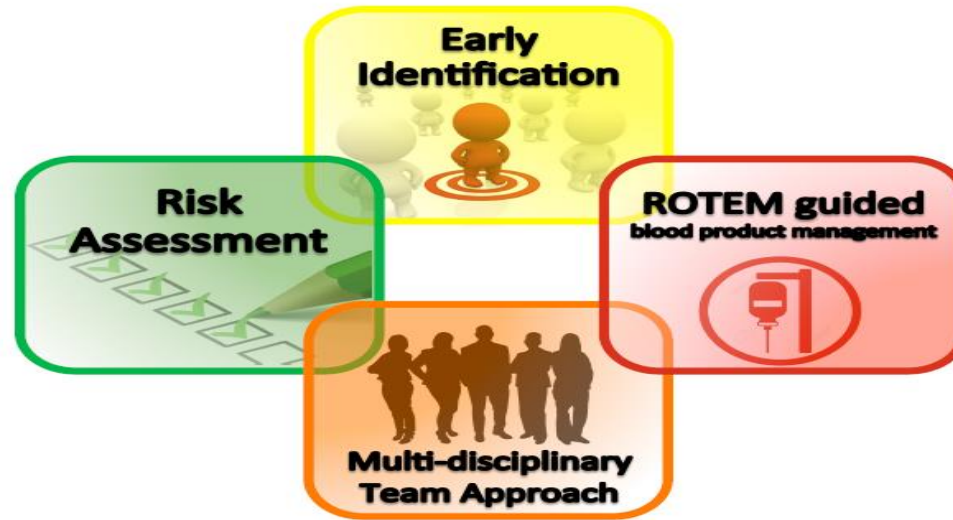 Early
Identification
Risk
Assessment
ROTEM guided
blood product management
Multi-disciplinary
Team Approach